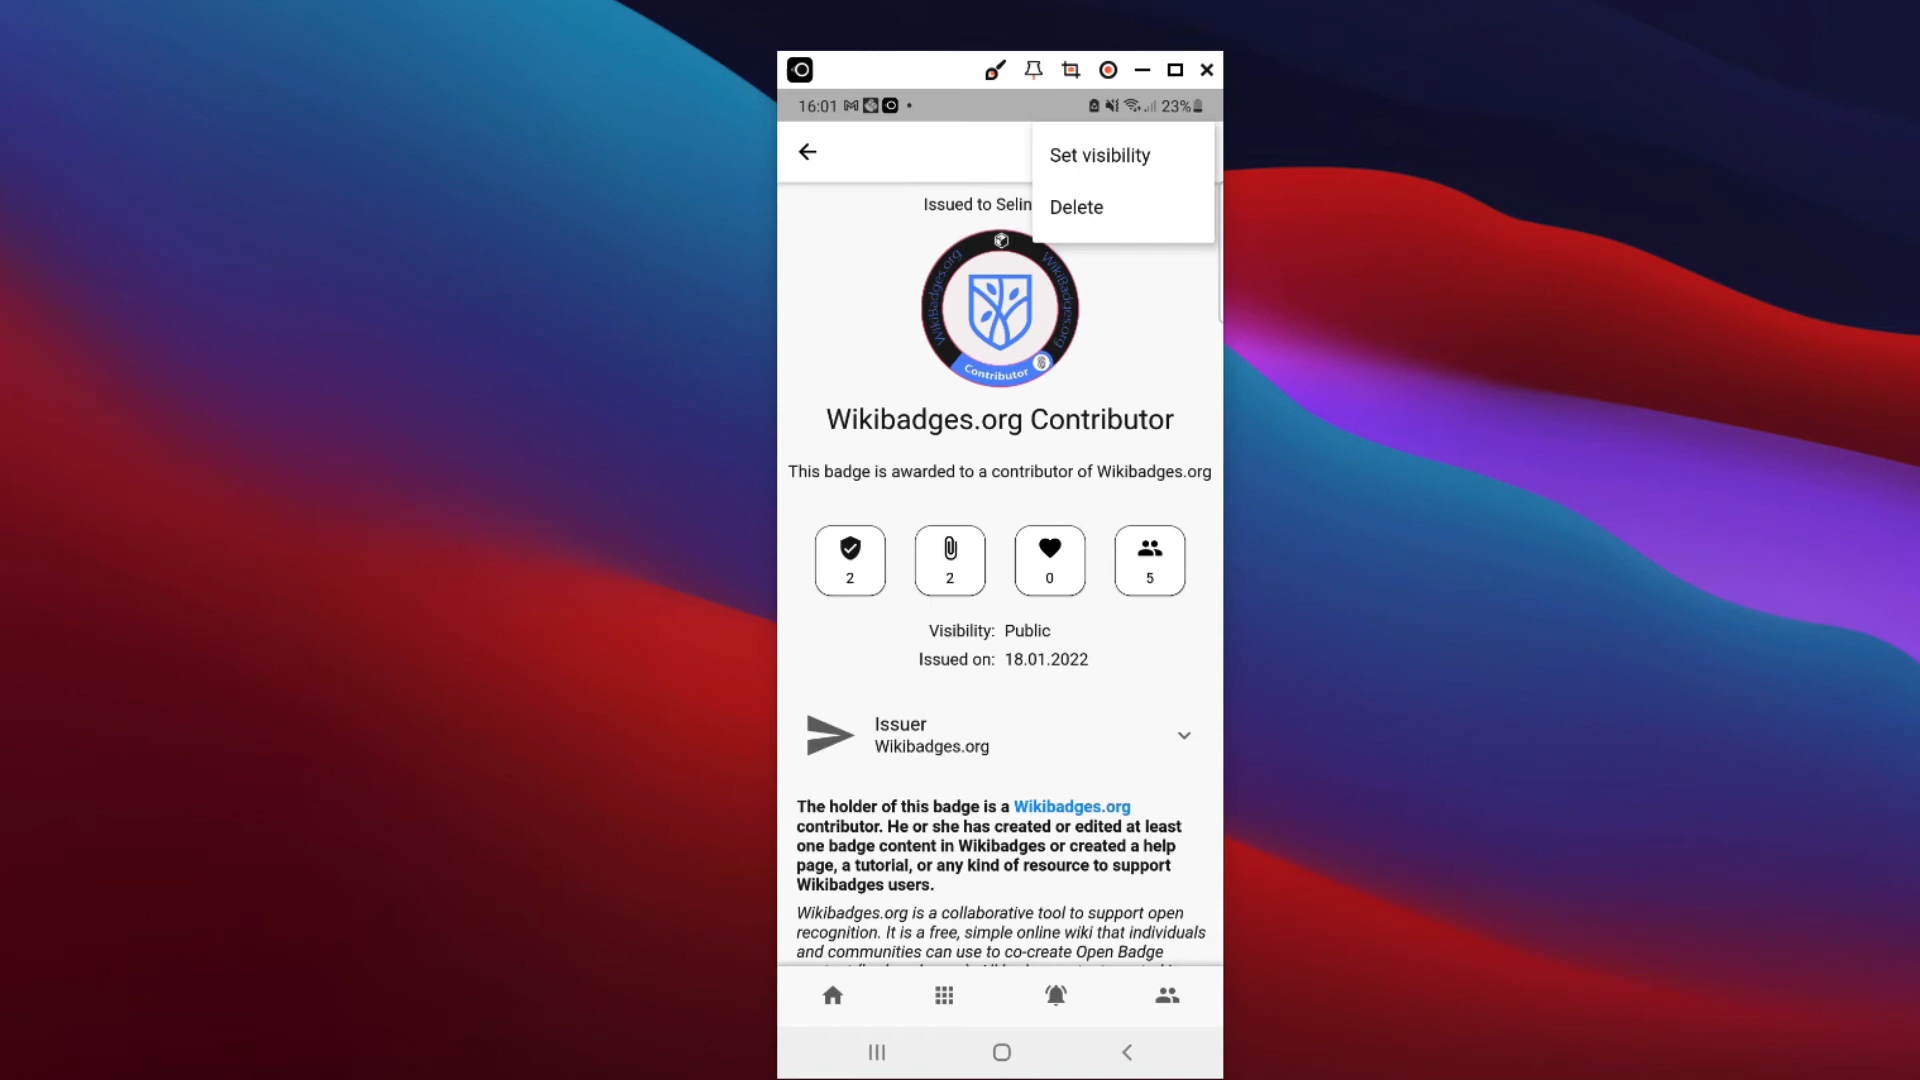 16:01
23%
Set visibility
Delete
Issued to Selin
WikiBadges.org
WikiBadges.org
Contributor
Wikibadges.org Contributor
This badge is awarded to a contributor of Wikibadges.org
2
2
0
5
Visibility: Public
Issued on: 18.01.2022
Issuer
Wikibadges.org
The holder of this badge is a Wikibadges.org
contributor. He or she has created or edited at least
one badge content in Wikibadges or created a help
page, a tutorial, or any kind of resource to support
Wikibadges users.
Wikibadges.org is a collaborative tool to support open
recognition. It is a free, simple online wiki that individuals
and communities can use to co-create Open Badge